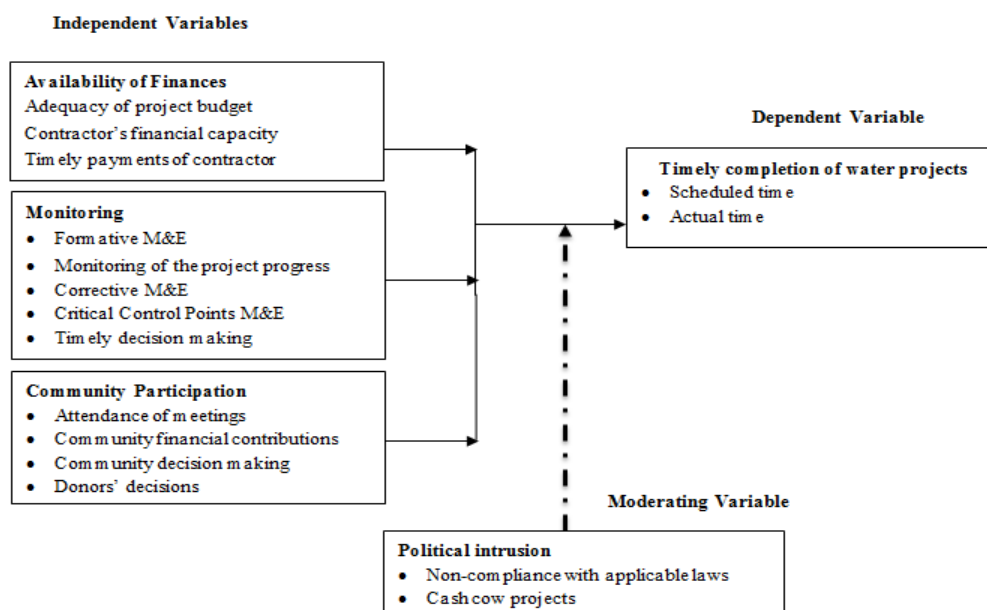 Independent Variables
Availability of Finances
Adequacy of project budget
Contractor's financial capacity
Timely payments of contractor
Monitoring
• Formative M&E
• Monitoring of the project progress
• Corrective M&E
• Critical Control Points M&E
• Timely decision making
Community Participation
• Attendance of meetings
• Community financial contributions
• Community decision making
• Donors' decisions
Dependent Variable
Timely completion of water projects
• Scheduled time
• Actual time
Moderating Variable
Political intrusion
• Non-compliance with applicable laws
• Cash cow projects